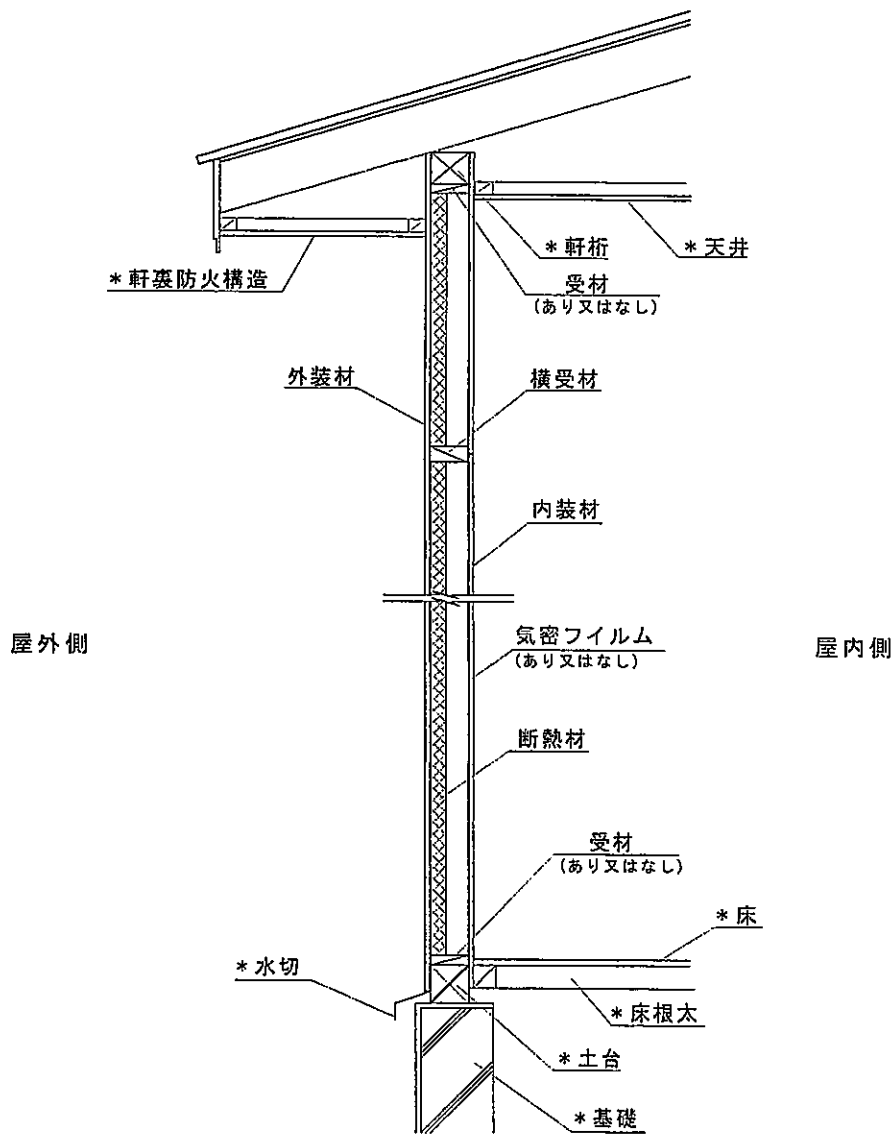 *軒桁
*天井
*軒裏防火構造
受材
(あり又はなし)
外装材
横受材
内装材
屋外側
気密フイルム
(あり又はなし)
屋内側
断熱材
受材
(あり又はなし)
*床
*水切
*床根太
*土台
*基礎